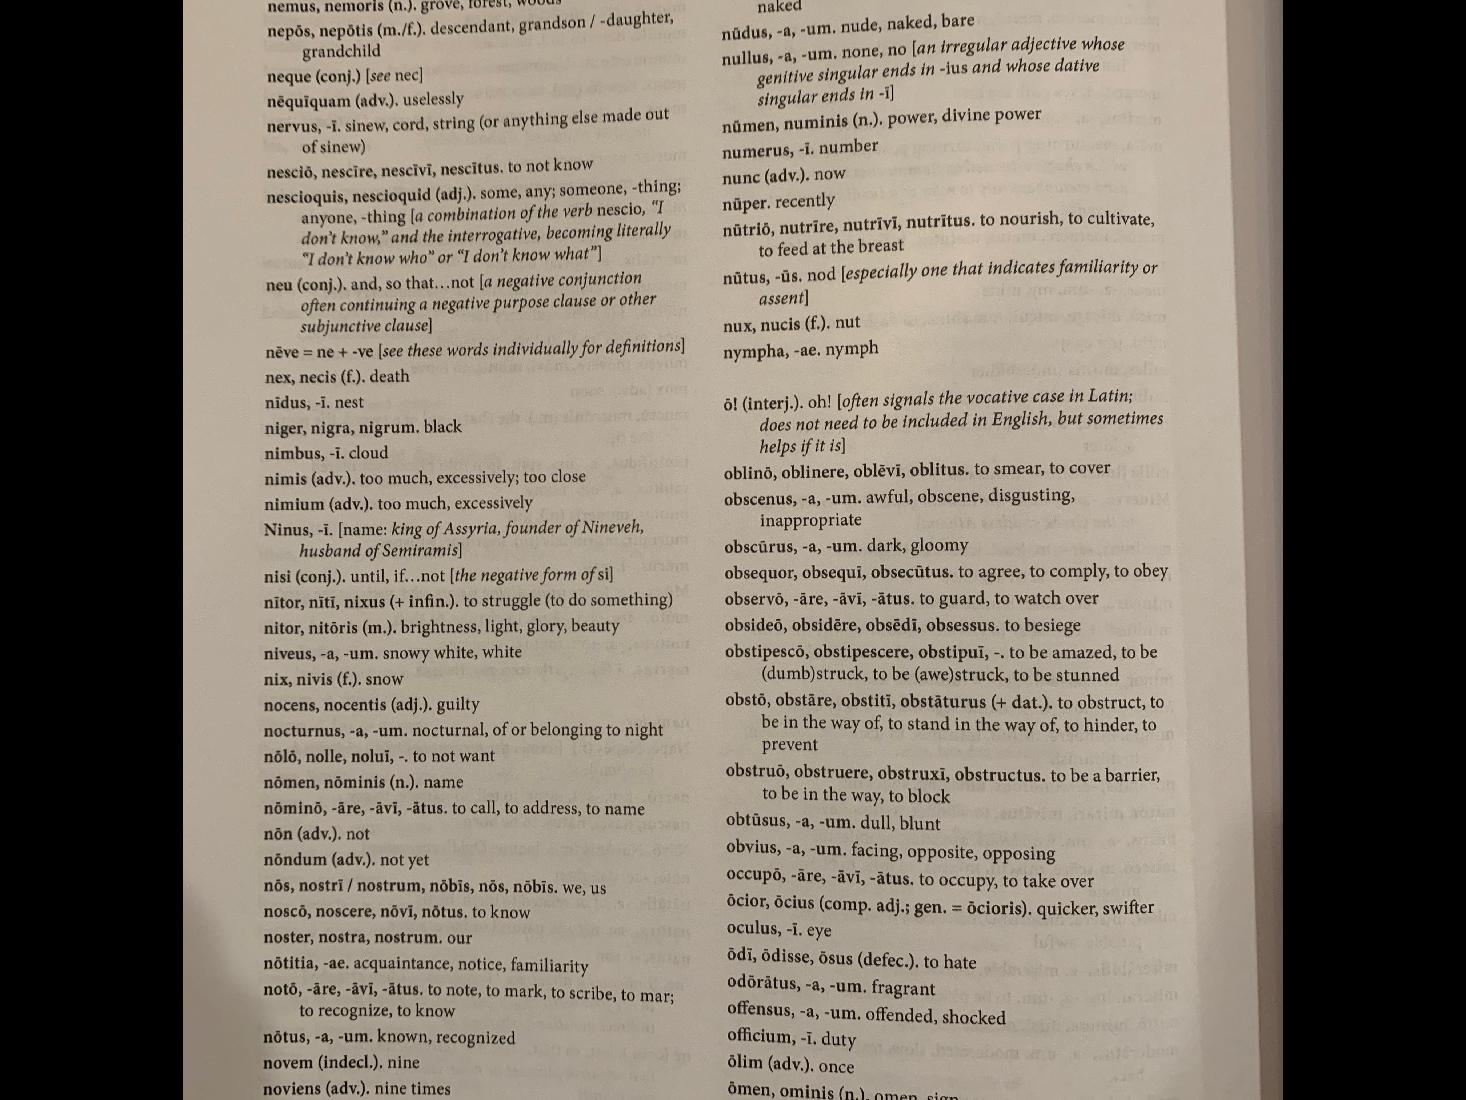 nemus, nemoris (n.). grove, forest, woods
nepōs, nepōtis (m./f.). descendant, grandson / -daughter,
grandchild
neque (conj.) [see nec]
nēquīquam (adv.). uselessly
nervus, -ī. sinew, cord, string (or anything else made out
of sinew)
nesciō, nescīre, nescīvī, nescītus. to not know
nescioquis, nescioquid (adj.). some, any; someone, -thing;
anyone, -thing [a combination of the verb nescio, “I
don't know,” and the interrogative, becoming literally
“I don't know who” or “I don't know what”]
neu (conj.). and, so that…not [a negative conjunction
often continuing a negative purpose clause or other
subjunctive clause]
nēve = ne + -ve [see these words individually for definitions]
nex, necis (f.). death
nīdus, -ī. nest
niger, nigra, nigrum. black
nimbus, -ī. cloud
nimis (adv.). too much, excessively; too close
nimium (adv.). too much, excessively
Ninus, -ī. [name: king of Assyria, founder of Nineveh,
husband of Semiramis]
nisi (conj.). until, if…not [the negative form of si]
nītor, nītī, nixus (+ infin.). to struggle (to do something)
nitor, nitōris (m.). brightness, light, glory, beauty
niveus, -a, -um. snowy white, white
nix, nivis (f.). snow
nocens, nocentis (adj.). guilty
nocturnus, -a, -um. nocturnal, of or belonging to night
nōlō, nolle, noluī, -. to not want
nōmen, nōminis (n.). name
nōminō, -āre, -āvī, -ātus. to call, to address, to name
nōn (adv.). not
nōndum (adv.). not yet
nōs, nostrī / nostrum, nōbīs, nōs, nōbīs. we, us
noscō, noscere, nōvī, nōtus. to know
noster, nostra, nostrum. our
nōtitia, -ae. acquaintance, notice, familiarity
notō, -āre, -āvī, -ātus. to note, to mark, to scribe, to mar;
to recognize, to know
nōtus, -a, -um. known, recognized
novem (indecl.). nine
noviens (adv.). nine times
naked
nūdus, -a, -um. nude, naked, bare
nullus, -a, -um. none, no [an irregular adjective whose
genitive singular ends in -ius and whose dative
singular ends in -ī]
nūmen, numinis (n.). power, divine power
numerus, -ī. number
nunc (adv.). now
nūper. recently
nūtriō, nutrīre, nutrīvī, nutrītus. to nourish, to cultivate,
to feed at the breast
nūtus, -ūs. nod [especially one that indicates familiarity or
assent]
nux, nucis (f.). nut
nympha, -ae. nymph
ō! (interj.). oh! [often signals the vocative case in Latin;
does not need to be included in English, but sometimes
helps if it is]
oblinō, oblinere, oblēvī, oblitus. to smear, to cover
obscenus, -a, -um. awful, obscene, disgusting,
inappropriate
obscūrus, -a, -um. dark, gloomy
obsequor, obsequī, obsecūtus. to agree, to comply, to obey
observō, -āre, -āvī, -ātus. to guard, to watch over
obsideō, obsidēre, obsēdī, obsessus. to besiege
obstipescō, obstipescere, obstipuī, -. to be amazed, to be
(dumb)struck, to be (awe)struck, to be stunned
obstō, obstāre, obstitī, obstāturus (+ dat.). to obstruct, to
be in the way of, to stand in the way of, to hinder, to
prevent
obstruō, obstruere, obstruxī, obstructus. to be a barrier,
to be in the way, to block
obtūsus, -a, -um. dull, blunt
obvius, -a, -um. facing, opposite, opposing
occupō, -āre, -āvī, -ātus. to occupy, to take over
ōcior, ōcius (comp. adj.; gen. = ōcioris). quicker, swifter
oculus, -ī. eye
ōdī, ōdisse, ōsus (defec.). to hate
odōrātus, -a, -um. fragrant
offensus, -a, -um. offended, shocked
officium, -ī. duty
ōlim (adv.). once
ōmen, ominis (n.). omen, sign